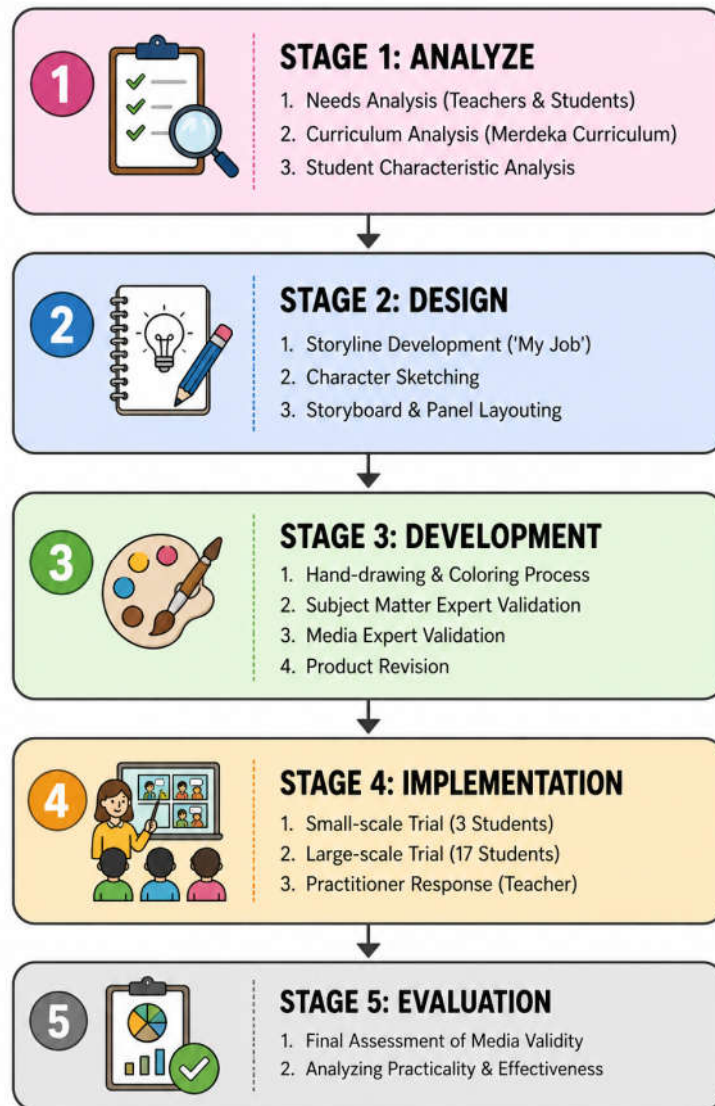 1
STAGE 1: ANALYZE
1. Needs Analysis (Teachers & Students)
2. Curriculum Analysis (Merdeka Curriculum)
3. Student Characteristic Analysis
2
STAGE 2: DESIGN
1. Storyline Development ('My Job')
2. Character Sketching
3. Storyboard & Panel Layouting
3
STAGE 3: DEVELOPMENT
1. Hand-drawing & Coloring Process
2. Subject Matter Expert Validation
3. Media Expert Validation
4. Product Revision
4
STAGE 4: IMPLEMENTATION
1. Small-scale Trial (3 Students)
2. Large-scale Trial (17 Students)
3. Practitioner Response (Teacher)
5
STAGE 5: EVALUATION
1. Final Assessment of Media Validity
2. Analyzing Practicality & Effectiveness